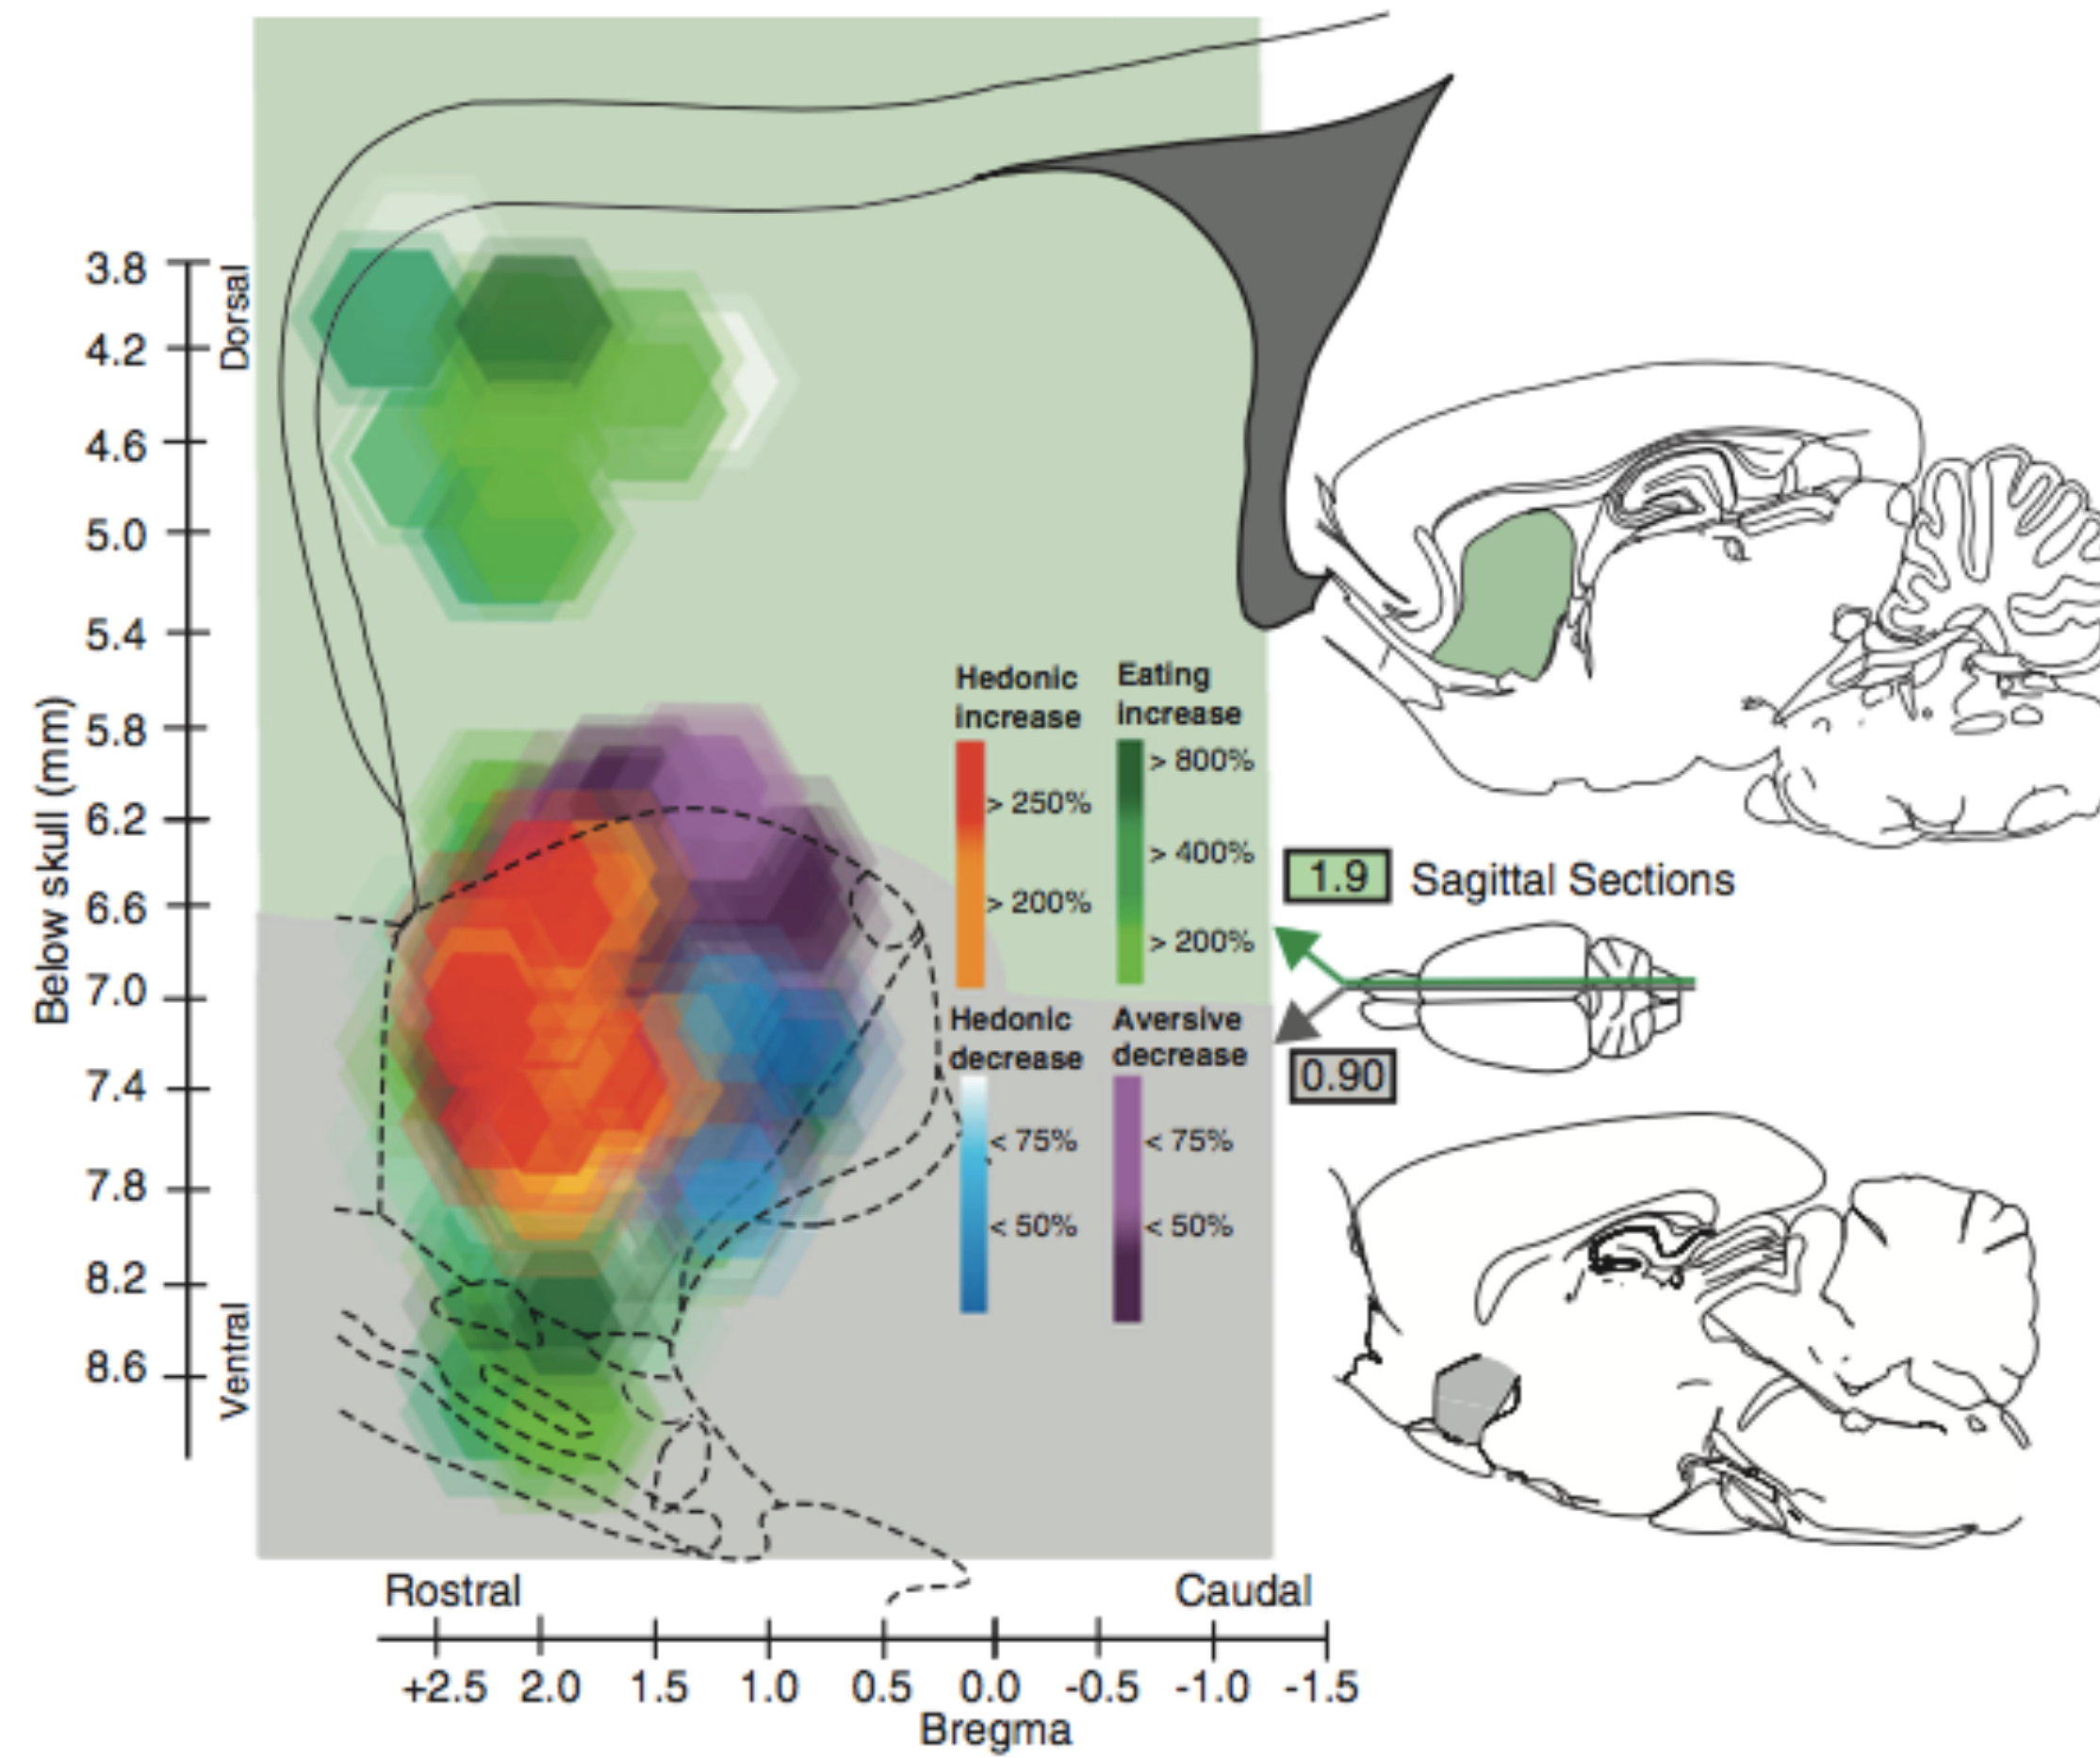 3.8
4.2
4.6
5.0
5.4
5.8
6.2
6.6
7.0
7.4
7.8
8.2
8.6
Below skull (mm)
Dorsal
Ventral
Hedonic
increase
> 250%
> 200%
Eating
increase
> 800%
> 400%
> 200%
Hedonic
decrease
< 75%
< 50%
Aversive
decrease
< 75%
< 50%
1.9 Sagittal Sections
0.90
Rostral Caudal
+2.5 2.0 1.5 1.0 0.5 0.0 -0.5 -1.0 -1.5
Bregma